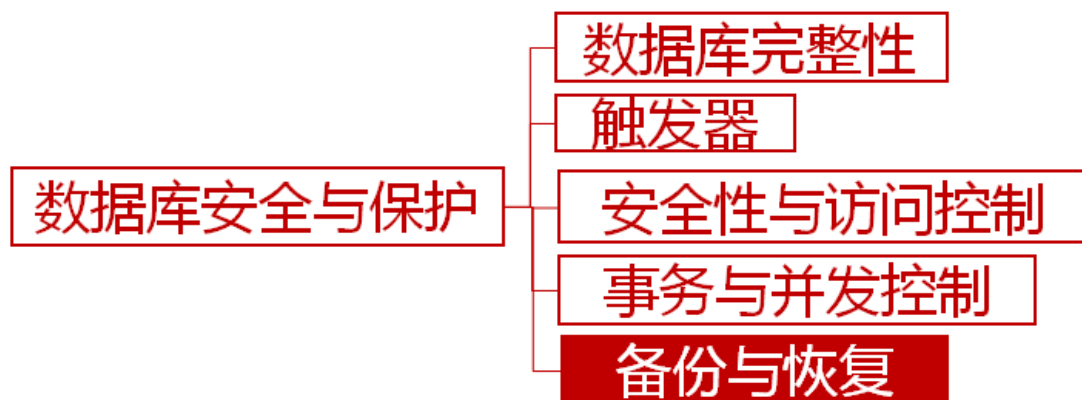 数据库完整性
触发器
数据库安全与保护
安全性与访问控制
事务与并发控制
备份与恢复